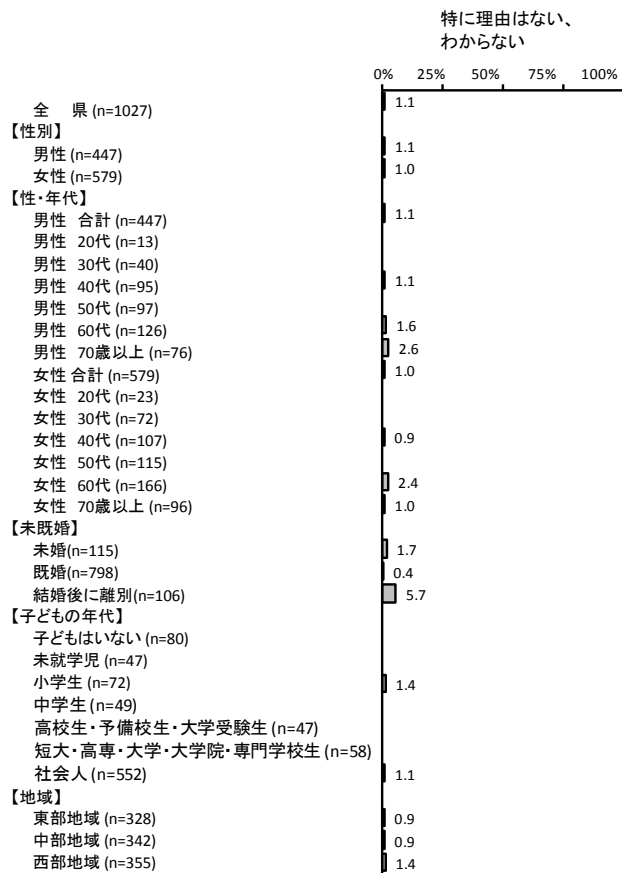 特に理由はない、
わからない
0% 25% 50% 75% 100%
全 県 (n=1027) 1.1
【性別】
男性 (n=447) 1.1
女性 (n=579) 1.0
【性・年代】
男性 合計 (n=447) 1.1
男性 20代 (n=13)
男性 30代 (n=40)
男性 40代 (n=95) 1.1
男性 50代 (n=97)
男性 60代 (n=126) 1.6
男性 70歳以上 (n=76) 2.6
女性 合計 (n=579) 1.0
女性 20代 (n=23)
女性 30代 (n=72)
女性 40代 (n=107) 0.9
女性 50代 (n=115)
女性 60代 (n=166) 2.4
女性 70歳以上 (n=96) 1.0
【未既婚】
未婚(n=115) 1.7
既婚(n=798) 0.4
結婚後に離別(n=106) 5.7
【子どもの年代】
子どもはいない (n=80)
未就学児 (n=47)
小学生 (n=72) 1.4
中学生 (n=49)
高校生・予備校生・大学受験生 (n=47)
短大・高専・大学・大学院・専門学校生 (n=58)
社会人 (n=552) 1.1
【地域】
東部地域 (n=328) 0.9
中部地域 (n=342) 0.9
西部地域 (n=355) 1.4